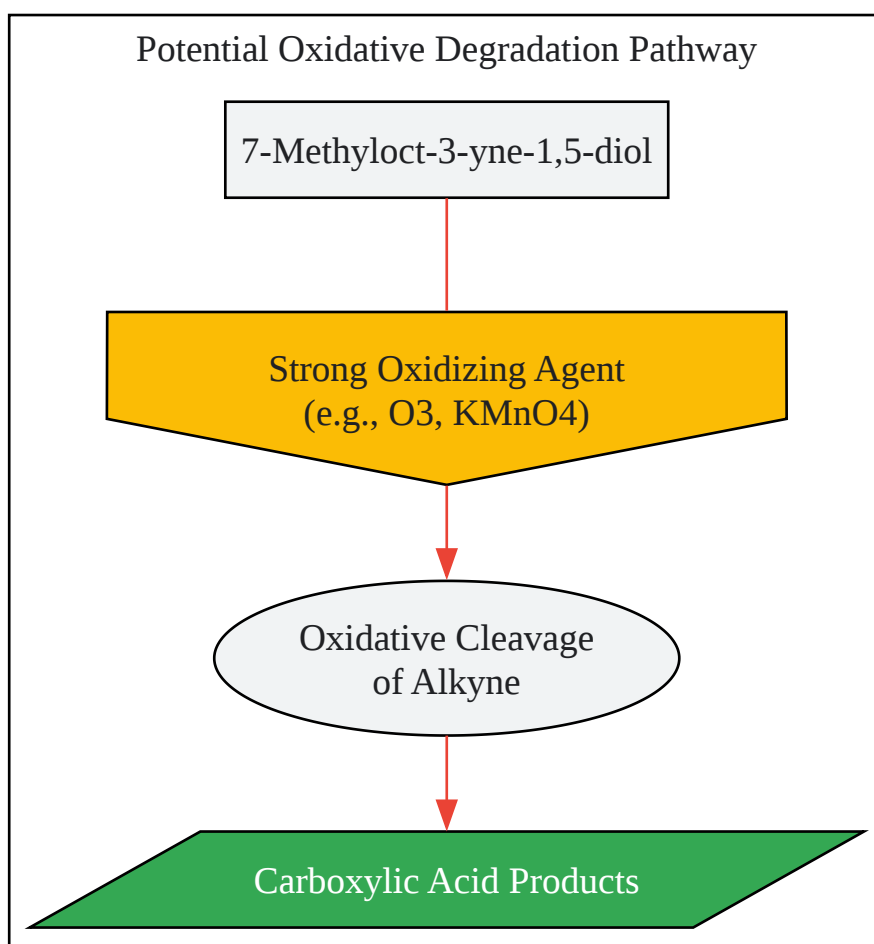 Potential Oxidative Degradation Pathway
7-Methyloct-3-yne-1,5-diol
Strong Oxidizing Agent
(e.g., O3, KMnO4)
Oxidative Cleavage
of Alkyne
Carboxylic Acid Products